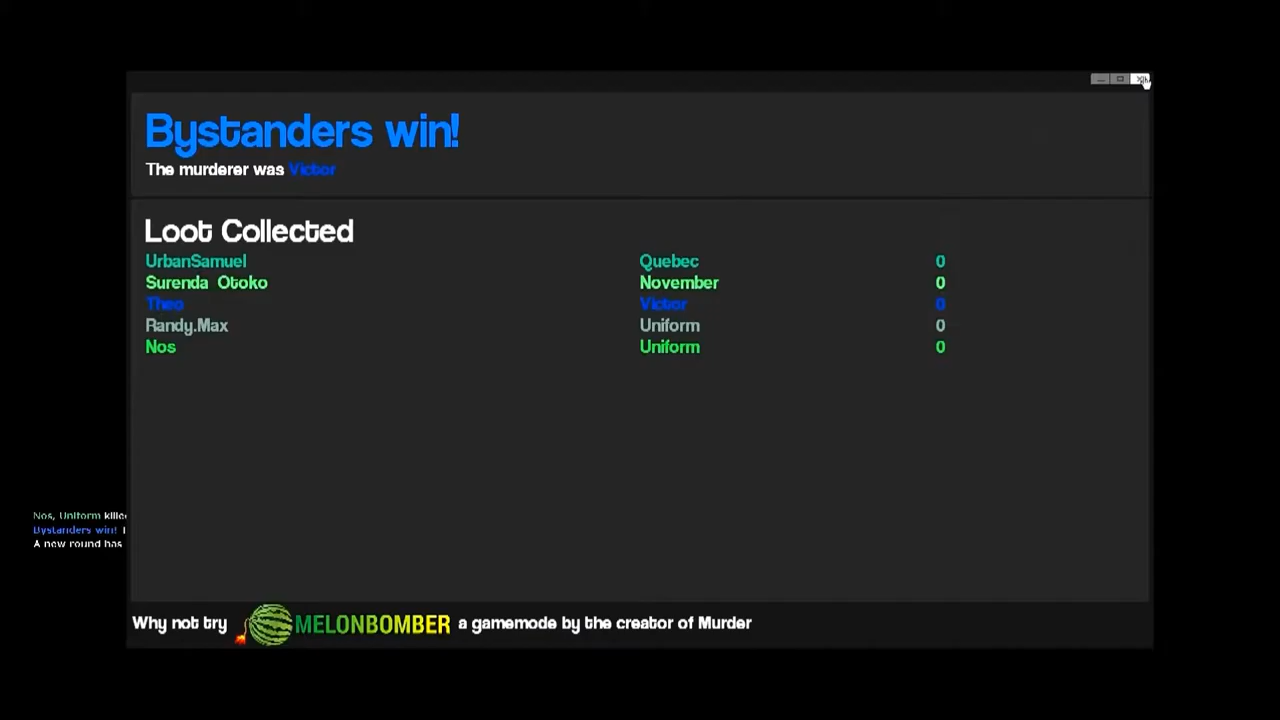 Bystanders win!
The murderer was Victor
Loot Collected
UrbanSamuel Quebec 0
Surenda Otoko November 0
Theo Victor 0
Randy.Max Uniform 0
Nos Uniform 0
Nos, Uniform kille
Bystanders win!
A new round has
Why not try MELONBOMBER a gamemode by the creator of Murder